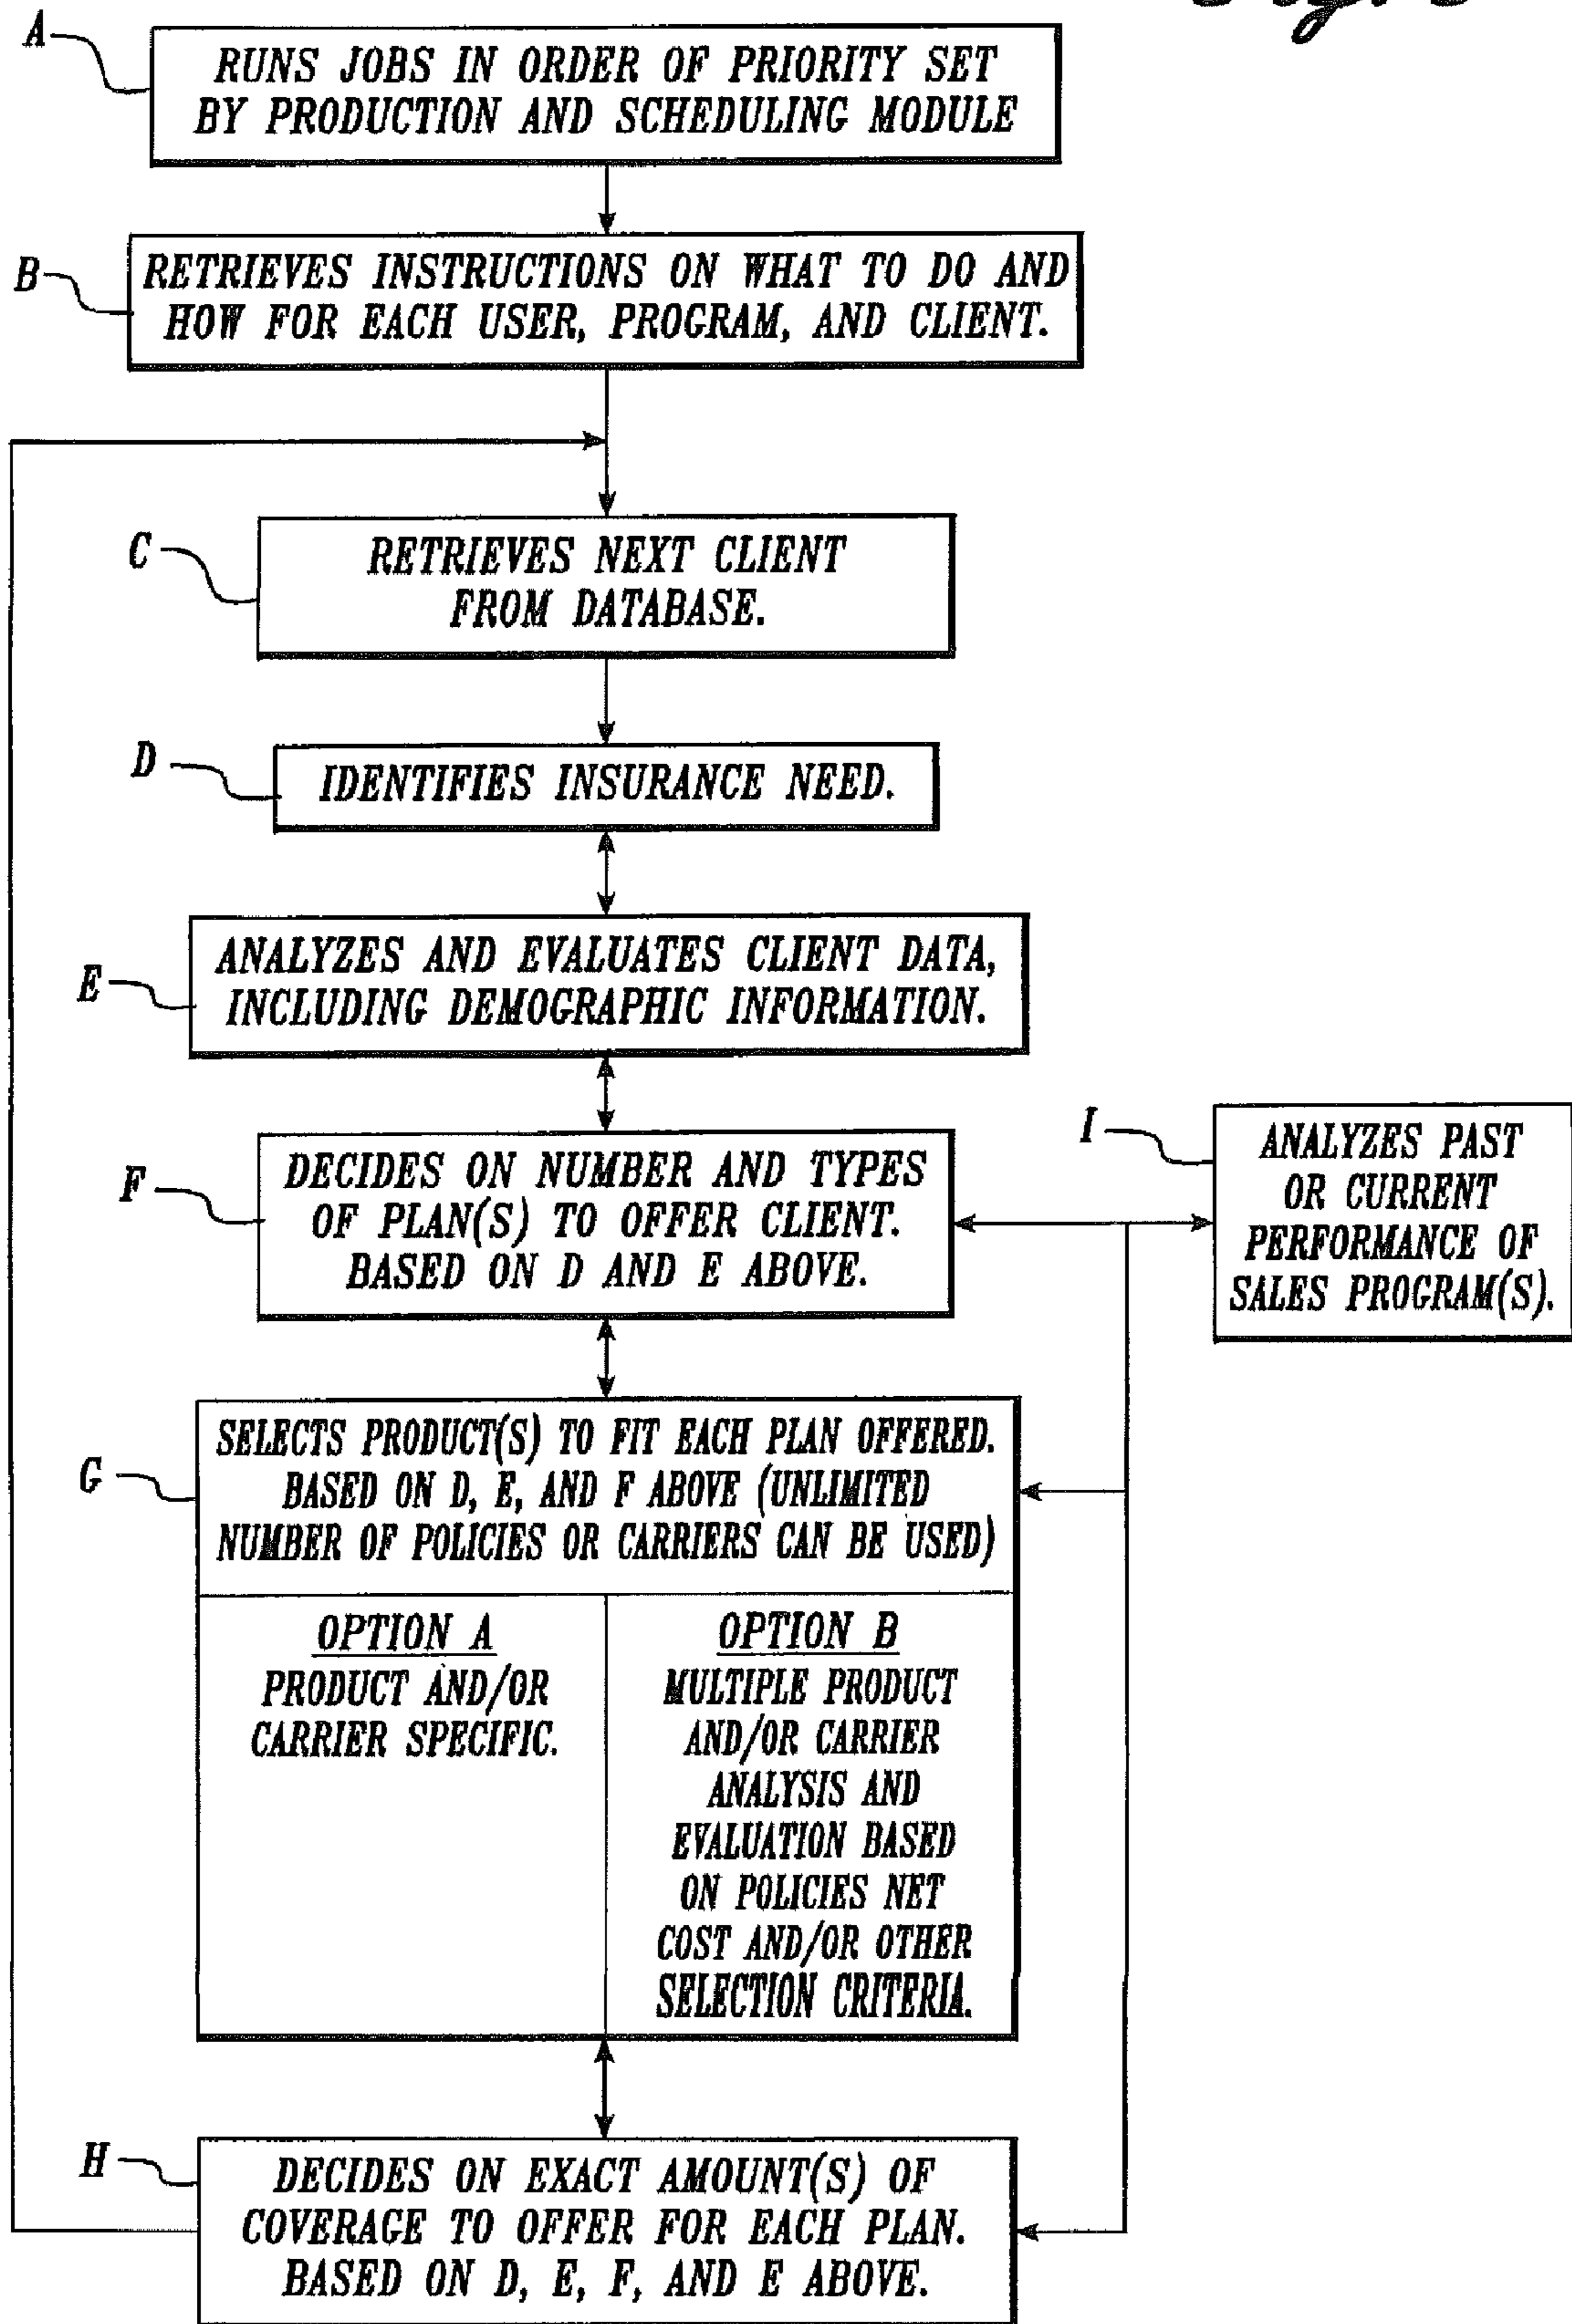 A
RUNS JOBS IN ORDER OF PRIORITY SET
BY PRODUCTION AND SCHEDULING MODULE
B
RETRIEVES INSTRUCTIONS ON WHAT TO DO AND
HOW FOR EACH USER, PROGRAM, AND CLIENT.
C
RETRIEVES NEXT CLIENT
FROM DATABASE.
D
IDENTIFIES INSURANCE NEED.
E
ANALYZES AND EVALUATES CLIENT DATA,
INCLUDING DEMOGRAPHIC INFORMATION.
F
DECIDES ON NUMBER AND TYPES
OF PLAN(S) TO OFFER CLIENT.
BASED ON D AND E ABOVE.
I
ANALYZES PAST
OR CURRENT
PERFORMANCE OF
SALES PROGRAM(S).
G
SELECTS PRODUCT(S) TO FIT EACH PLAN OFFERED.
BASED ON D, E, AND F ABOVE (UNLIMITED
NUMBER OF POLICIES OR CARRIERS CAN BE USED)
OPTION A
PRODUCT AND/OR
CARRIER SPECIFIC.
OPTION B
MULTIPLE PRODUCT
AND/OR CARRIER
ANALYSIS AND
EVALUATION BASED
ON POLICIES NET
COST AND/OR OTHER
SELECTION CRITERIA.
H
DECIDES ON EXACT AMOUNT(S) OF
COVERAGE TO OFFER FOR EACH PLAN.
BASED ON D, E, F, AND E ABOVE.